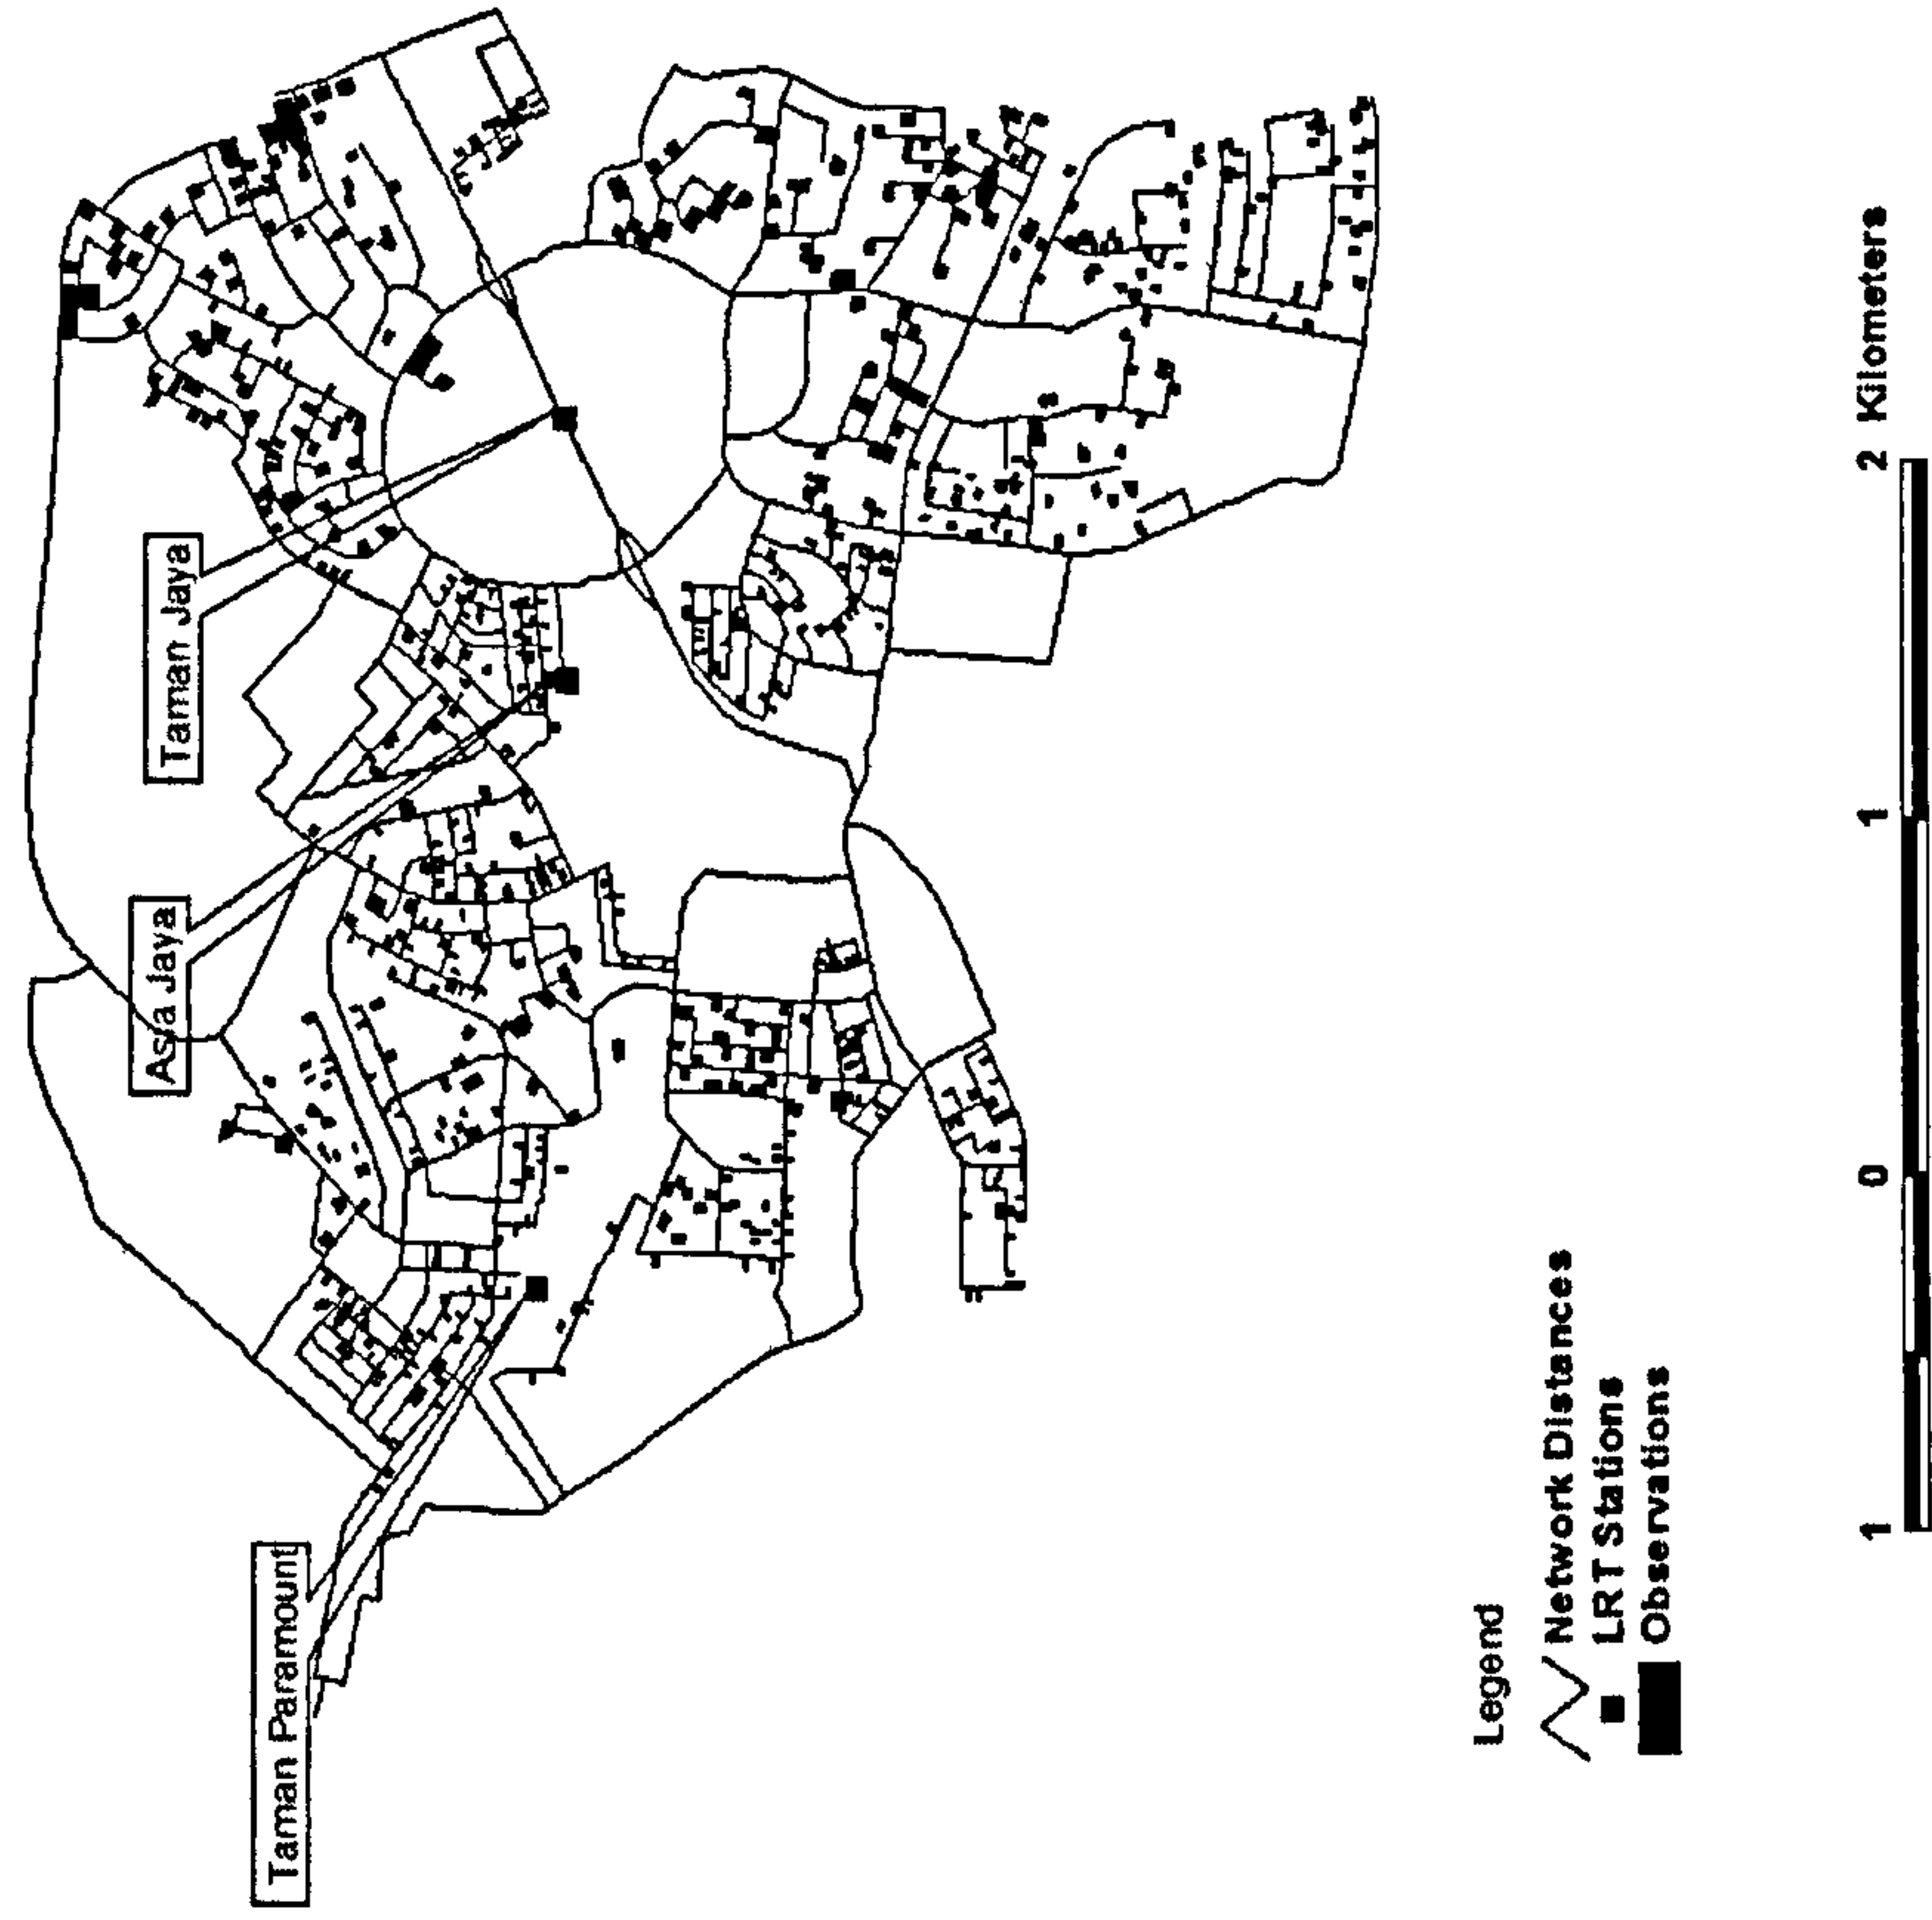 Taman Paramount
Asia Jaya
Taman Jaya
Legend
Network Distances
LRT Stations
Observations
1 0 1 2 Kilometers